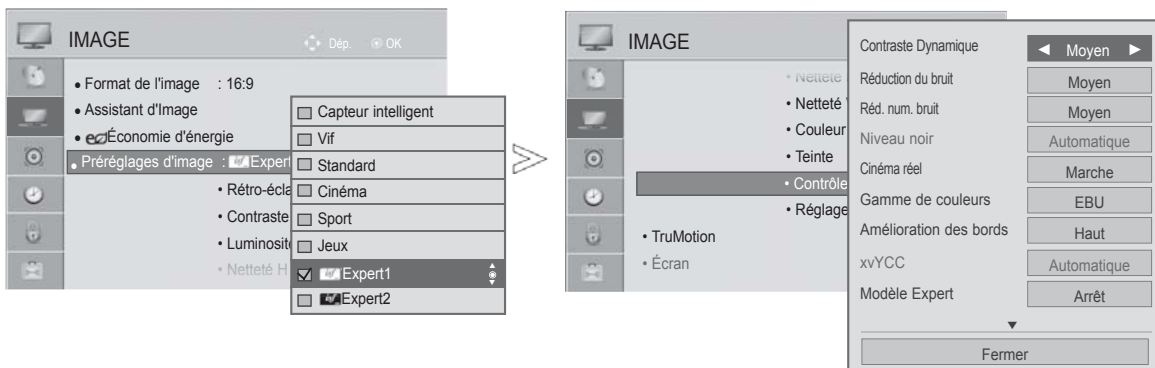 IMAGE
Dép. OK
• Format de l'image : 16:9
• Assistant d'Image
• Économie d'énergie
• Préréglages d'image : Expert
• Rétro-écla
• Contraste
• Luminosité
• Netteté H
Capteur intelligent
Vif
Standard
Cinéma
Sport
Jeux
Expert1
Expert2
IMAGE
• Netteté
• Netteté
• Couleur
• Teinte
• Contrôle
• Réglage
• TruMotion
• Écran
Contraste Dynamique ◀ Moyen ▶
Réduction du bruit Moyen
Réd. num. bruit Moyen
Niveau noir Automatique
Cinéma réel Marche
Gamme de couleurs EBU
Amélioration des bords Haut
xvYCC Automatique
Modèle Expert Arrêt
▼
Fermer